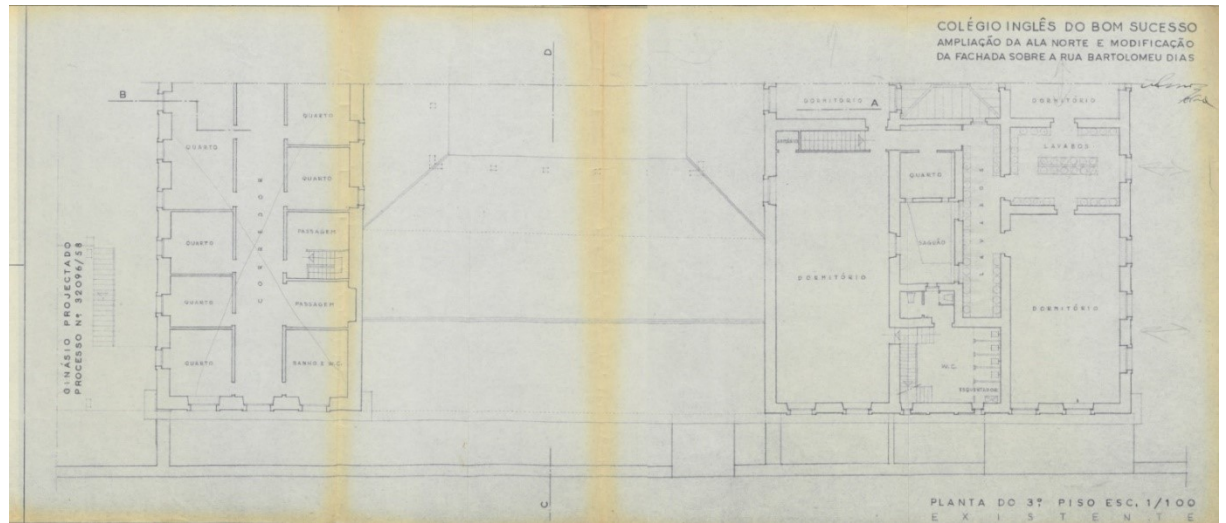 COLÉGIO INGLÊS DO BOM SUCESSO
AMPLIAÇÃO DA ALA NORTE E MODIFICAÇÃO
DA FACHADA SOBRE A RUA BARTOLOMEU DIAS
D
B
QUARTO
QUARTO
QUARTO
CORREDOR
QUARTO
PASSAGEM
QUARTO
PASSAGEM
QUARTO
BANHO E W.C.
GINÁSIO PROJECTADO
PROCESSO Nº 32096/58
DORMITÓRIO
A
DORMITÓRIO
LAVABOS
QUARTO
LAVABOS
SAGUÃO
DORMITÓRIO
DORMITÓRIO
W.C.
C
PLANTA DO 3º PISO ESC, 1/100
EXISTENTE